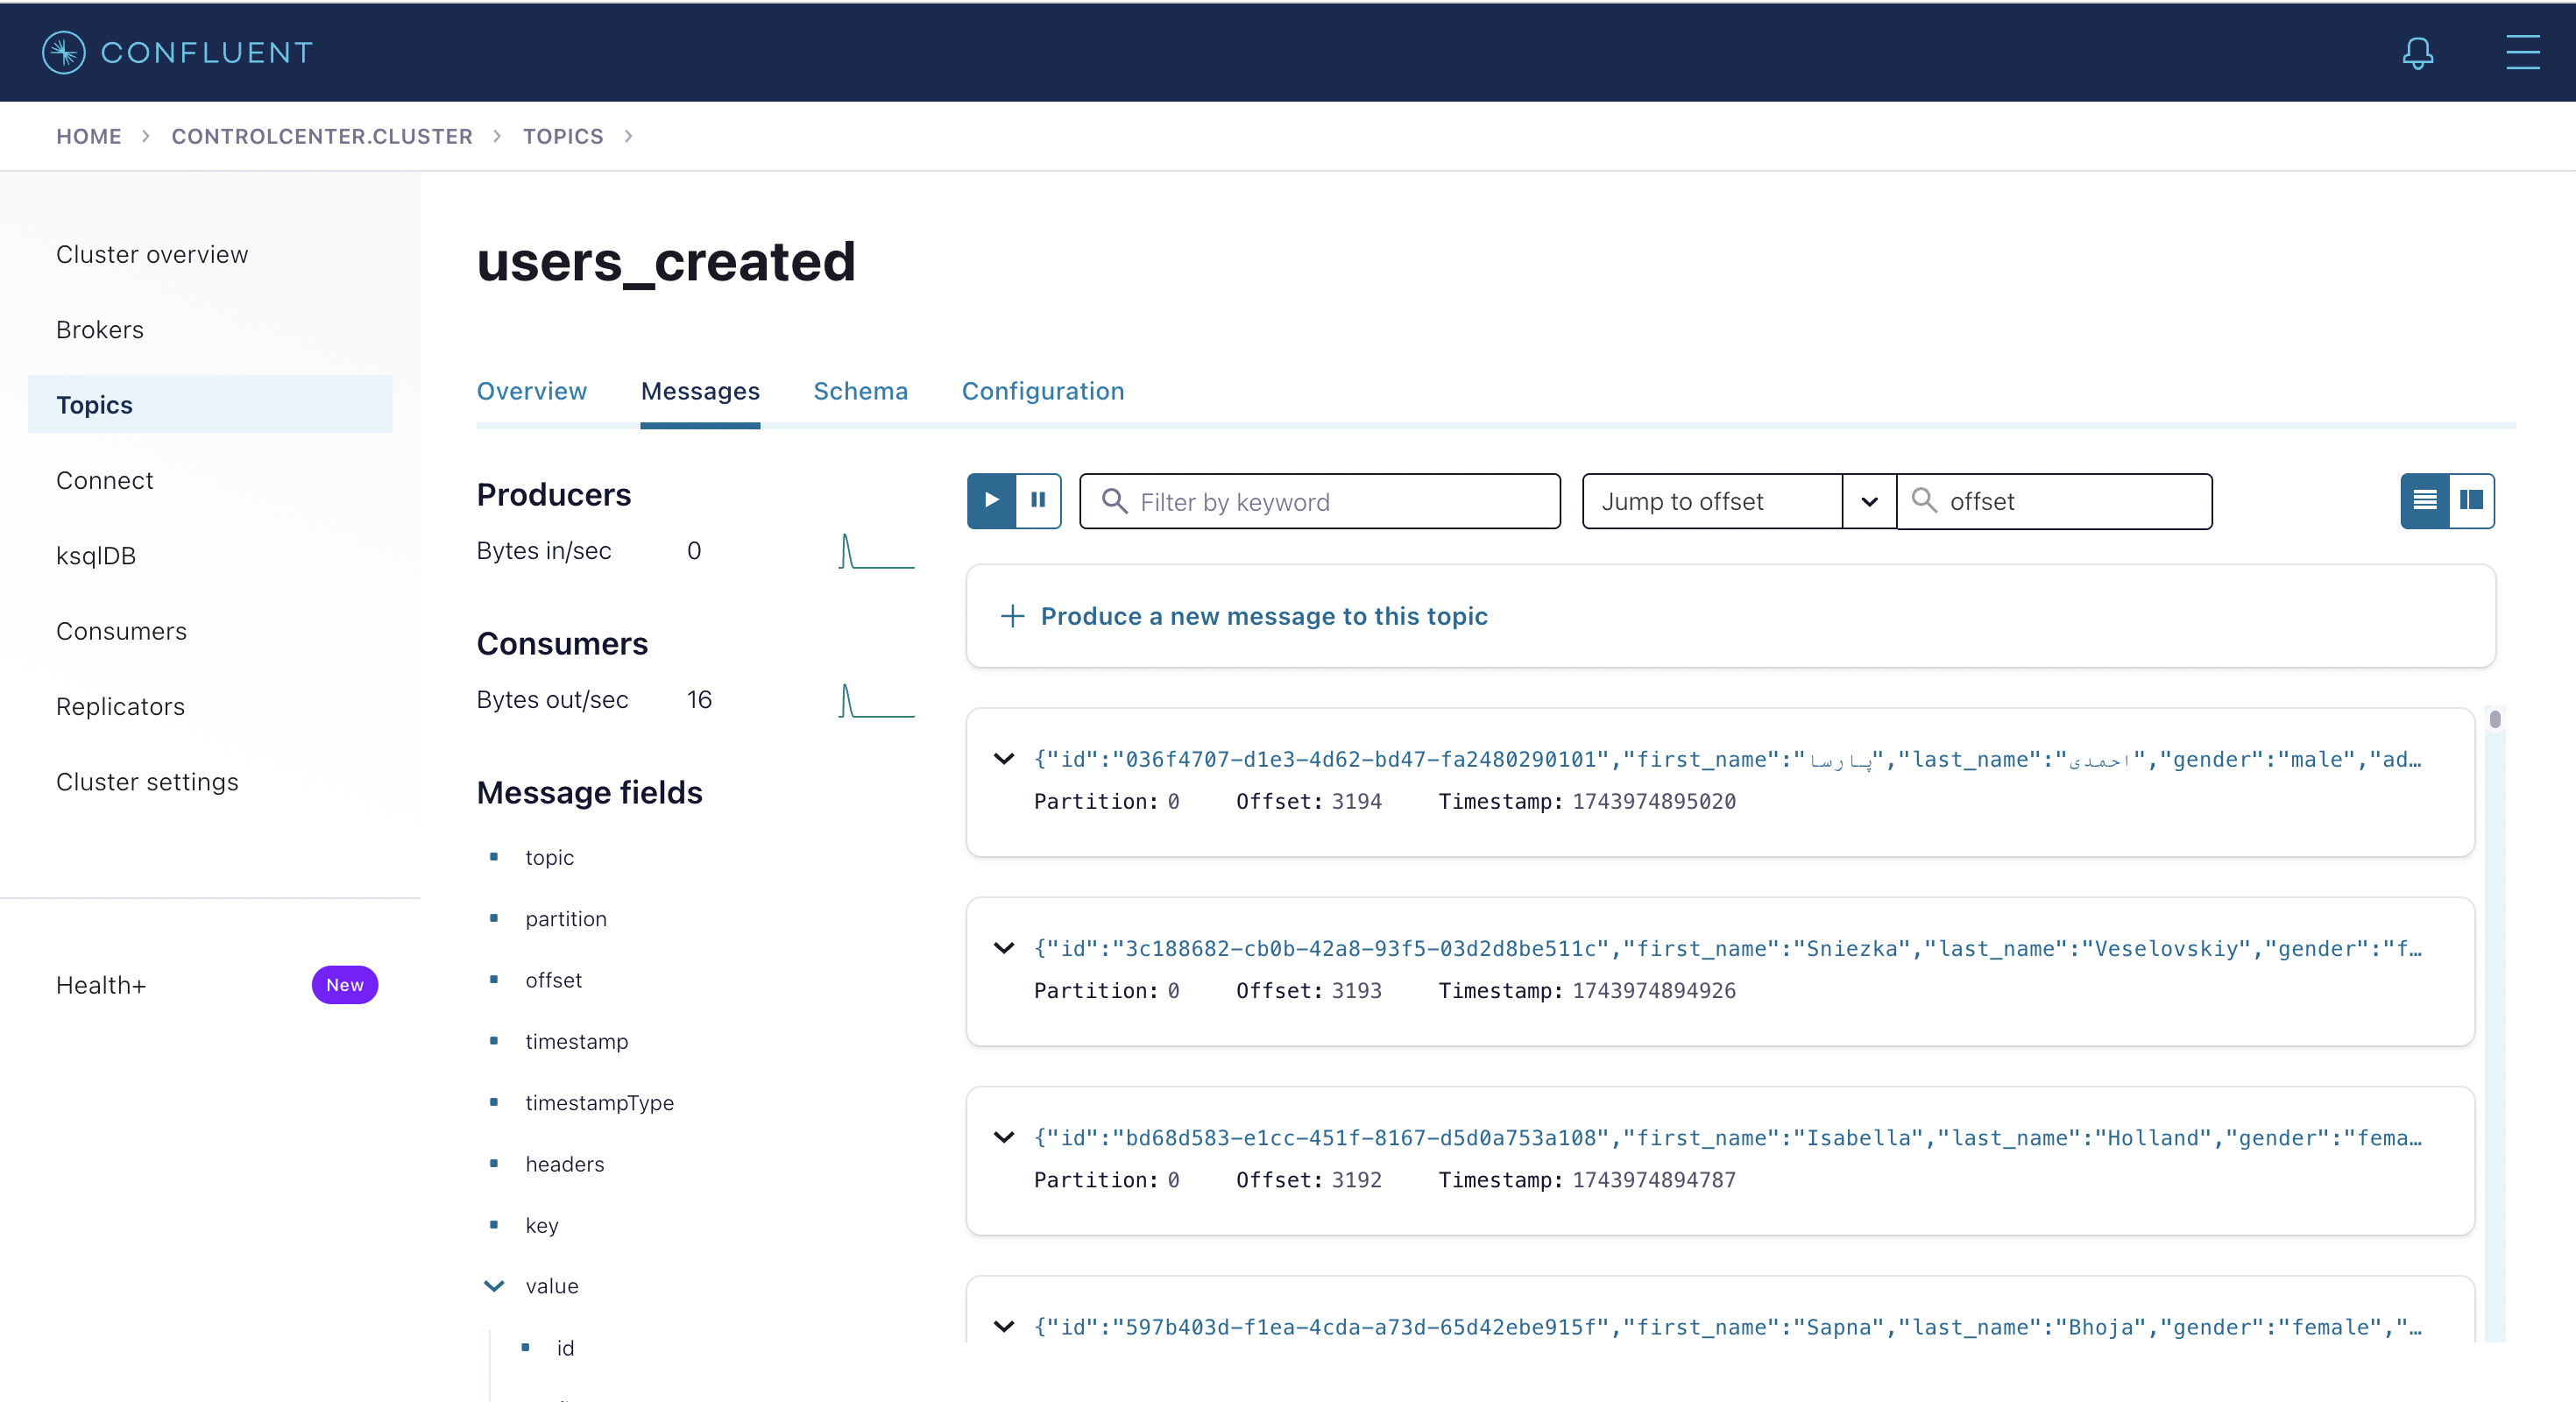 CONFLUENT
HOME > CONTROLCENTER.CLUSTER > TOPICS >
Cluster overview
Brokers
Topics
Connect
ksqlDB
Consumers
Replicators
Cluster settings
Health+ New
users_created
Overview Messages Schema Configuration
Producers
Bytes in/sec 0
Consumers
Bytes out/sec 16
Message fields
topic
partition
offset
timestamp
timestampType
headers
key
value
id
Filter by keyword Jump to offset offset
Produce a new message to this topic
{"id":"036f4707-d1e3-4d62-bd47-fa2480290101","first_name":"پارسا","last_name":"احمدی","gender":"male","ad…
Partition: 0 Offset: 3194 Timestamp: 1743974895020
{"id":"3c188682-cb0b-42a8-93f5-03d2d8be511c","first_name":"Sniezka","last_name":"Veselovskiy","gender":"f…
Partition: 0 Offset: 3193 Timestamp: 1743974894926
{"id":"bd68d583-e1cc-451f-8167-d5d0a753a108","first_name":"Isabella","last_name":"Holland","gender":"fema…
Partition: 0 Offset: 3192 Timestamp: 1743974894787
{"id":"597b403d-f1ea-4cda-a73d-65d42ebe915f","first_name":"Sapna","last_name":"Bhoja","gender":"female","…